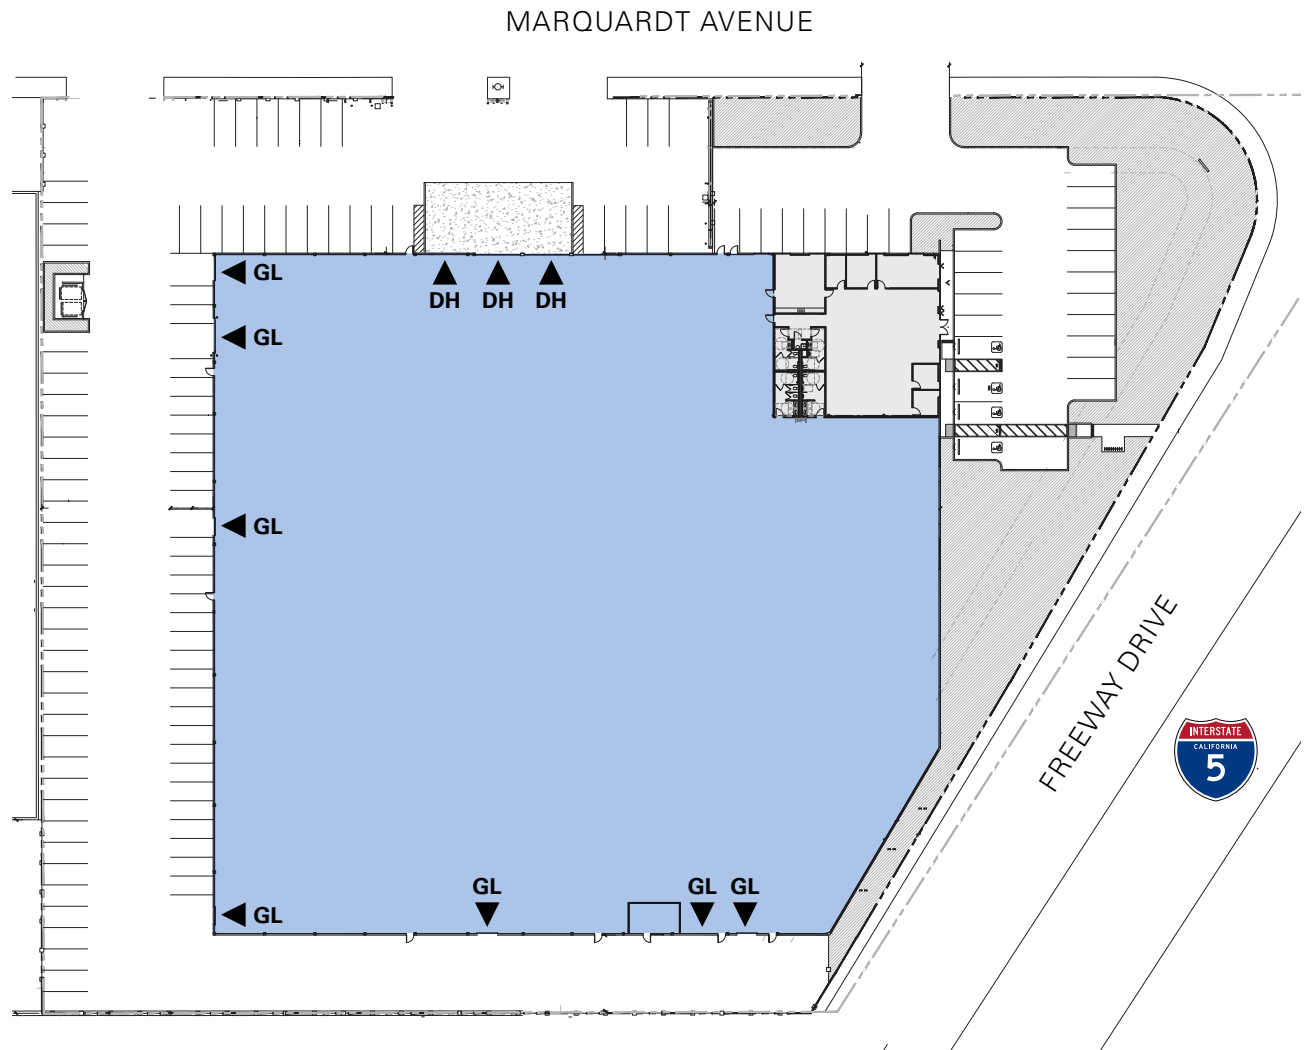 MARQUARDT AVENUE
GL
DH DH DH
GL
GL
FREEWAY DRIVE
INTERSTATE
CALIFORNIA
5
GL
GL GL GL